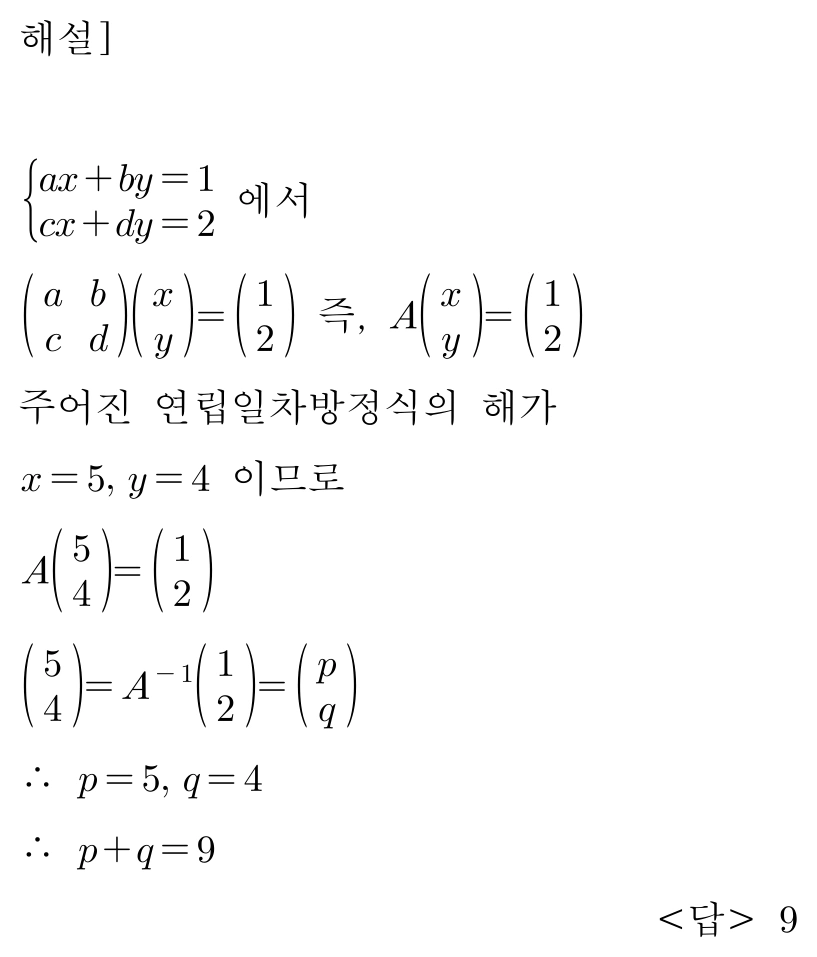 해설]
{ax+by=1
cx+dy=2 에서
(a b
c d)(x
y)=(1
2) 즉, A(x
y)=(1
2)
주어진 연립일차방정식의 해가
x=5, y=4 이므로
A(5
4)=(1
2)
(5
4)=A⁻¹(1
2)=(p
q)
∴ p=5, q=4
∴ p+q=9
<답> 9